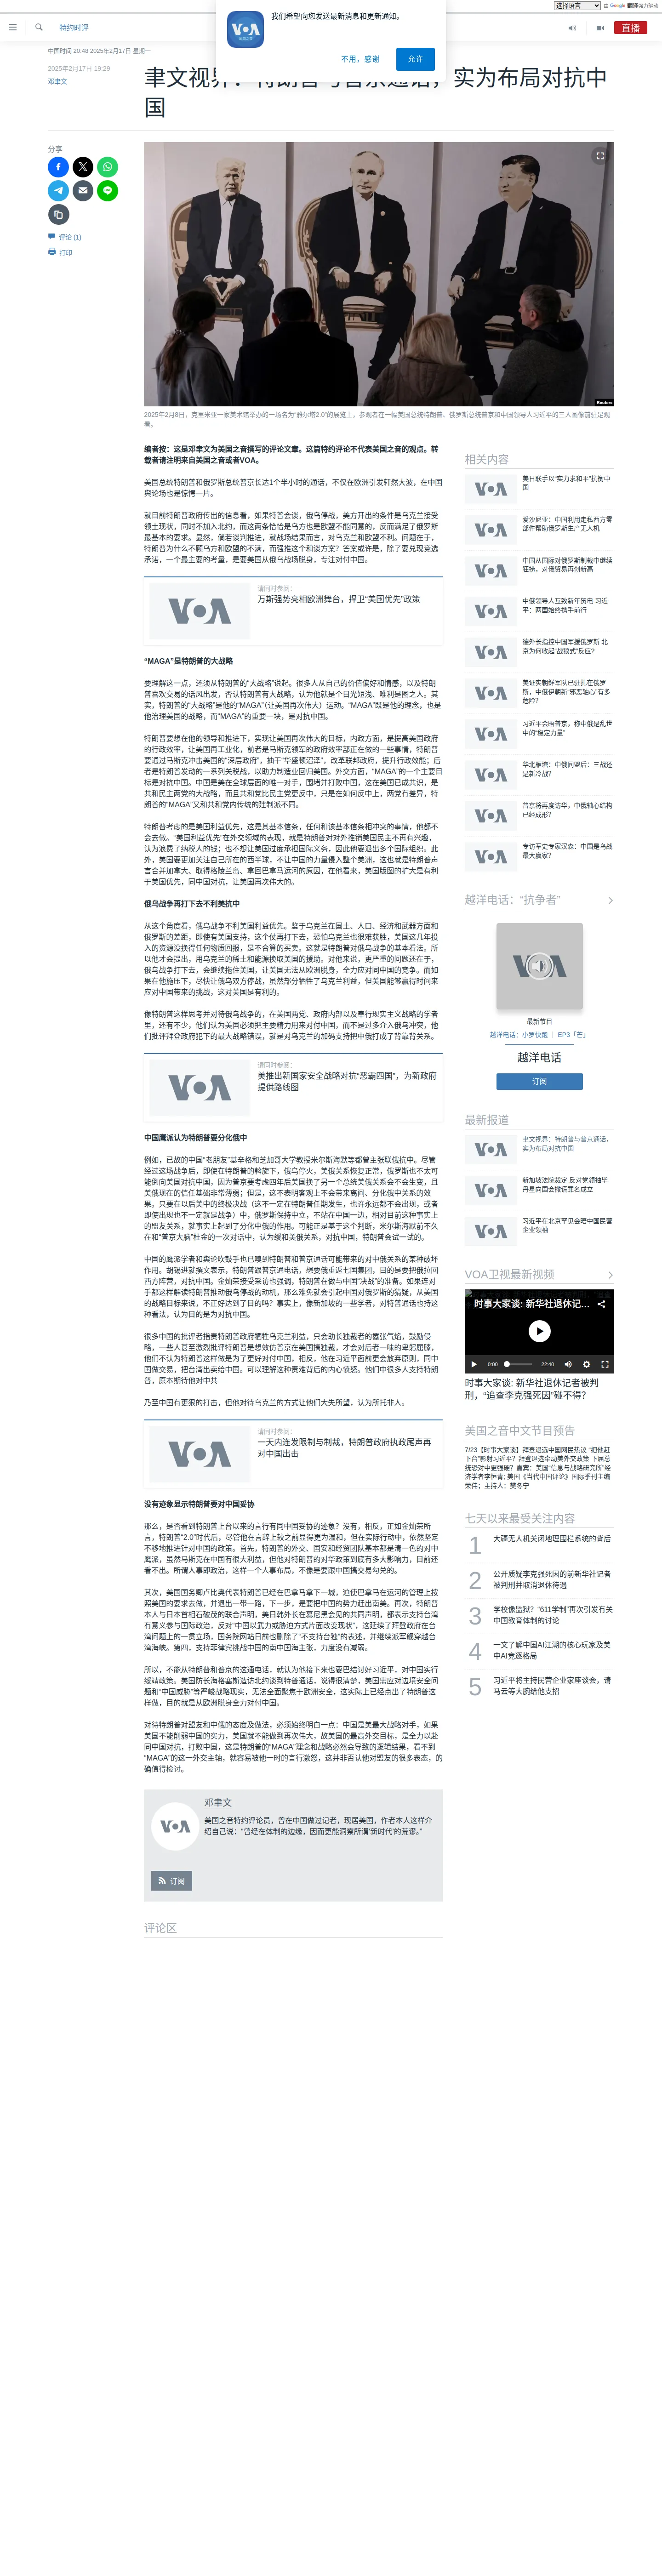 选择语言
由 Google 翻译强力驱动
我们希望向您发送最新消息和更新通知。
不用，感谢
允许
特约时评
直播
中国时间 20:48 2025年2月17日 星期一
2025年2月17日 19:29
邓聿文
聿文视界：特朗普与普京通话，实为布局对抗中
国
分享
评论 (1)
打印
Reuters
2025年2月8日，克里米亚一家美术馆举办的一场名为“雅尔塔2.0”的展览上，参观者在一幅美国总统特朗普、俄罗斯总统普京和中国领导人习近平的三人画像前驻足观
看。
编者按：这是邓聿文为美国之音撰写的评论文章。这篇特约评论不代表美国之音的观点。转
载者请注明来自美国之音或者VOA。
美国总统特朗普和俄罗斯总统普京长达1个半小时的通话，不仅在欧洲引发轩然大波，在中国
舆论场也是惊愕一片。
就目前特朗普政府传出的信息看，如果特普会谈，俄乌停战，美方开出的条件是乌克兰接受
领土现状，同时不加入北约，而这两条恰恰是乌方也是欧盟不能同意的，反而满足了俄罗斯
最基本的要求。显然，倘若谈判推进，就战场结果而言，对乌克兰和欧盟不利。问题在于，
特朗普为什么不顾乌方和欧盟的不满，而强推这个和谈方案？答案或许是，除了要兑现竞选
承诺，一个最主要的考量，是要美国从俄乌战场脱身，专注对付中国。
请同时参阅：
万斯强势亮相欧洲舞台，捍卫“美国优先”政策
“MAGA”是特朗普的大战略
要理解这一点，还须从特朗普的“大战略”说起。很多人从自己的价值偏好和情感，以及特朗
普喜欢交易的话风出发，否认特朗普有大战略，认为他就是个目光短浅、唯利是图之人。其
实，特朗普的“大战略”是他的“MAGA”（让美国再次伟大）运动。“MAGA”既是他的理念，也是
他治理美国的战略，而“MAGA”的重要一块，是对抗中国。
特朗普要想在他的领导和推进下，实现让美国再次伟大的目标，内政方面，是提高美国政府
的行政效率，让美国再工业化，前者是马斯克领军的政府效率部正在做的一些事情，特朗普
要通过马斯克冲击美国的“深层政府”，抽干“华盛顿沼泽”，改革联邦政府，提升行政效能；后
者是特朗普发动的一系列关税战，以助力制造业回归美国。外交方面，“MAGA”的一个主要目
标是对抗中国。中国是美在全球层面的唯一对手，围堵并打败中国，这在美国已成共识，是
共和民主两党的大战略，而且共和党比民主党更反中，只是在如何反中上，两党有差异，特
朗普的“MAGA”又和共和党内传统的建制派不同。
特朗普考虑的是美国利益优先，这是其基本信条，任何和该基本信条相冲突的事情，他都不
会去做。“美国利益优先”在外交领域的表现，就是特朗普对对外推销美国民主不再有兴趣，
认为浪费了纳税人的钱；也不想让美国过度承担国际义务，因此他要退出多个国际组织。此
外，美国要更加关注自己所在的西半球，不让中国的力量侵入整个美洲，这也就是特朗普声
言合并加拿大、取得格陵兰岛、拿回巴拿马运河的原因，在他看来，美国版图的扩大是有利
于美国优先，同中国对抗，让美国再次伟大的。
俄乌战争再打下去不利美抗中
从这个角度看，俄乌战争不利美国利益优先。鉴于乌克兰在国土、人口、经济和武器方面和
俄罗斯的差距，即使有美国支持，这个仗再打下去，恐怕乌克兰也很难获胜，美国这几年投
入的资源没换得任何物质回报，是不合算的买卖。这就是特朗普对俄乌战争的基本看法。所
以他才会提出，用乌克兰的稀土和能源换取美国的援助。对他来说，更严重的问题还在于，
俄乌战争打下去，会继续拖住美国，让美国无法从欧洲脱身，全力应对同中国的竞争。而如
果在他施压下，尽快让俄乌双方停战，虽然部分牺牲了乌克兰利益，但美国能够赢得时间来
应对中国带来的挑战，这对美国是有利的。
像特朗普这样思考并对待俄乌战争的，在美国两党、政府内部以及奉行现实主义战略的学者
里，还有不少，他们认为美国必须把主要精力用来对付中国，而不是过多介入俄乌冲突，他
们批评拜登政府犯下的最大战略错误，就是对乌克兰的加码支持把中俄打成了背靠背关系。
请同时参阅：
美推出新国家安全战略对抗“恶霸四国”，为新政府
提供路线图
中国鹰派认为特朗普要分化俄中
例如，已故的中国“老朋友”基辛格和芝加哥大学教授米尔斯海默等都曾主张联俄抗中。尽管
经过这场战争后，即使在特朗普的斡旋下，俄乌停火，美俄关系恢复正常，俄罗斯也不太可
能倒向美国对抗中国，因为普京要考虑四年后美国换了另一个总统美俄关系会不会生变，且
美俄现在的信任基础非常薄弱；但是，这不表明客观上不会带来离间、分化俄中关系的效
果。只要在以后美中的终极决战（这不一定在特朗普任期发生，也许永远都不会出现，或者
即使出现也不一定就是战争）中，俄罗斯保持中立，不站在中国一边，相对目前这种事实上
的盟友关系，就事实上起到了分化中俄的作用。可能正是基于这个判断，米尔斯海默前不久
在和“普京大脑”杜金的一次对话中，认为缓和美俄关系，对抗中国，特朗普会试一试的。
中国的鹰派学者和舆论吹鼓手也已嗅到特朗普和普京通话可能带来的对中俄关系的某种破坏
作用。胡锡进就撰文表示，特朗普跟普京通电话，想要俄重返七国集团，目的是要把俄拉回
西方阵营，对抗中国。金灿荣接受采访也强调，特朗普在做与中国“决战”的准备。如果连对
手都这样解读特朗普推动俄乌停战的动机，那么难免就会引起中国对俄罗斯的猜疑，从美国
的战略目标来说，不正好达到了目的吗？事实上，像新加坡的一些学者，对特普通话也持这
种看法，认为目的是为对抗中国。
很多中国的批评者指责特朗普政府牺牲乌克兰利益，只会助长独裁者的嚣张气焰，鼓励侵
略，一些人甚至激烈批评特朗普是想效仿普京在美国搞独裁，才会对后者一味的卑躬屈膝，
他们不认为特朗普这样做是为了更好对付中国，相反，他在习近平面前更会放弃原则，同中
国做交易，把台湾出卖给中国。可以理解这种责难背后的内心愤怒。他们中很多人支持特朗
普，原本期待他对中共
乃至中国有更狠的打击，但他对待乌克兰的方式让他们大失所望，认为所托非人。
请同时参阅：
一天内连发限制与制裁，特朗普政府执政尾声再
对中国出击
没有迹象显示特朗普要对中国妥协
那么，是否看到特朗普上台以来的言行有同中国妥协的迹象？没有，相反，正如金灿荣所
言，特朗普“2.0”时代后，尽管他在言辞上较之前显得更为温和，但在实际行动中，依然坚定
不移地推进针对中国的政策。首先，特朗普的外交、国安和经贸团队基本都是清一色的对中
鹰派，虽然马斯克在中国有很大利益，但他对特朗普的对华政策到底有多大影响力，目前还
看不出。所谓人事即政治，这样一个人事布局，不像是要跟中国搞交易勾兑的。
其次，美国国务卿卢比奥代表特朗普已经在巴拿马拿下一城，迫使巴拿马在运河的管理上按
照美国的要求去做，并退出一带一路，下一步，是要把中国的势力赶出南美。再次，特朗普
本人与日本首相石破茂的联合声明，美日韩外长在慕尼黑会见的共同声明，都表示支持台湾
有意义参与国际政治，反对“中国以武力或胁迫方式片面改变现状”，这延续了拜登政府在台
湾问题上的一贯立场，国务院网站日前也删除了“不支持台独”的表述，并继续派军舰穿越台
湾海峡。第四，支持菲律宾挑战中国的南中国海主张，力度没有减弱。
所以，不能从特朗普和普京的这通电话，就认为他接下来也要巴结讨好习近平，对中国实行
绥靖政策。美国防长海格塞斯造访北约谈到特普通话，说得很清楚，美国需应对边境安全问
题和“中国威胁”等严峻战略现实，无法全面聚焦于欧洲安全，这实际上已经点出了特朗普这
样做，目的就是从欧洲脱身全力对付中国。
对待特朗普对盟友和中俄的态度及做法，必须始终明白一点：中国是美最大战略对手，如果
美国不能削弱中国的实力，美国就不能做到再次伟大，故美国的最高外交目标，是全力以赴
同中国对抗，打败中国，这是特朗普的“MAGA”理念和战略必然会导致的逻辑结果，看不到
“MAGA”的这一外交主轴，就容易被他一时的言行激怒，这并非否认他对盟友的很多表态，的
确值得检讨。
邓聿文
美国之音特约评论员，曾在中国做过记者，现居美国，作者本人这样介
绍自己说：“曾经在体制的边缘，因而更能洞察所谓‘新时代’的荒谬。”
订阅
评论区
相关内容
美日联手以“实力求和平”抗衡中
国
爱沙尼亚：中国利用走私西方零
部件帮助俄罗斯生产无人机
中国从国际对俄罗斯制裁中继续
狂捞，对俄贸易再创新高
中俄领导人互致新年贺电 习近
平：两国始终携手前行
德外长指控中国军援俄罗斯 北
京为何收起“战狼式”反应?
美证实朝鲜军队已驻扎在俄罗
斯，中俄伊朝新“邪恶轴心”有多
危险？
习近平会晤普京，称中俄是乱世
中的“稳定力量”
华北雁塘：中俄同盟后：三战还
是新冷战？
普京将再度访华，中俄轴心结构
已经成形？
专访军史专家汉森：中国是乌战
最大赢家？
越洋电话：“抗争者”
最新节目
越洋电话：小罗快跑 ｜ EP3「芒」
越洋电话
订阅
最新报道
聿文视界：特朗普与普京通话，
实为布局对抗中国
新加坡法院裁定 反对党领袖毕
丹星向国会撒谎罪名成立
习近平在北京罕见会晤中国民营
企业领袖
VOA卫视最新视频
时事大家谈: 新华社退休记...
0:00
22:40
时事大家谈: 新华社退休记者被判
刑，“追查李克强死因”碰不得？
美国之音中文节目预告
7/23【时事大家谈】拜登退选中国网民热议 “把他赶
下台”影射习近平？拜登退选牵动美外交政策 下届总
统恐对中更强硬？嘉宾：美国“信息与战略研究所”经
济学者李恒青; 美国《当代中国评论》国际季刊主编
荣伟；主持人：樊冬宁
七天以来最受关注内容
1
大疆无人机关闭地理围栏系统的背后
2
公开质疑李克强死因的前新华社记者
被判刑并取消退休待遇
3
学校像监狱？“611学制”再次引发有关
中国教育体制的讨论
4
一文了解中国AI江湖的核心玩家及美
中AI竞逐格局
5
习近平将主持民营企业家座谈会，请
马云等大腕给他支招